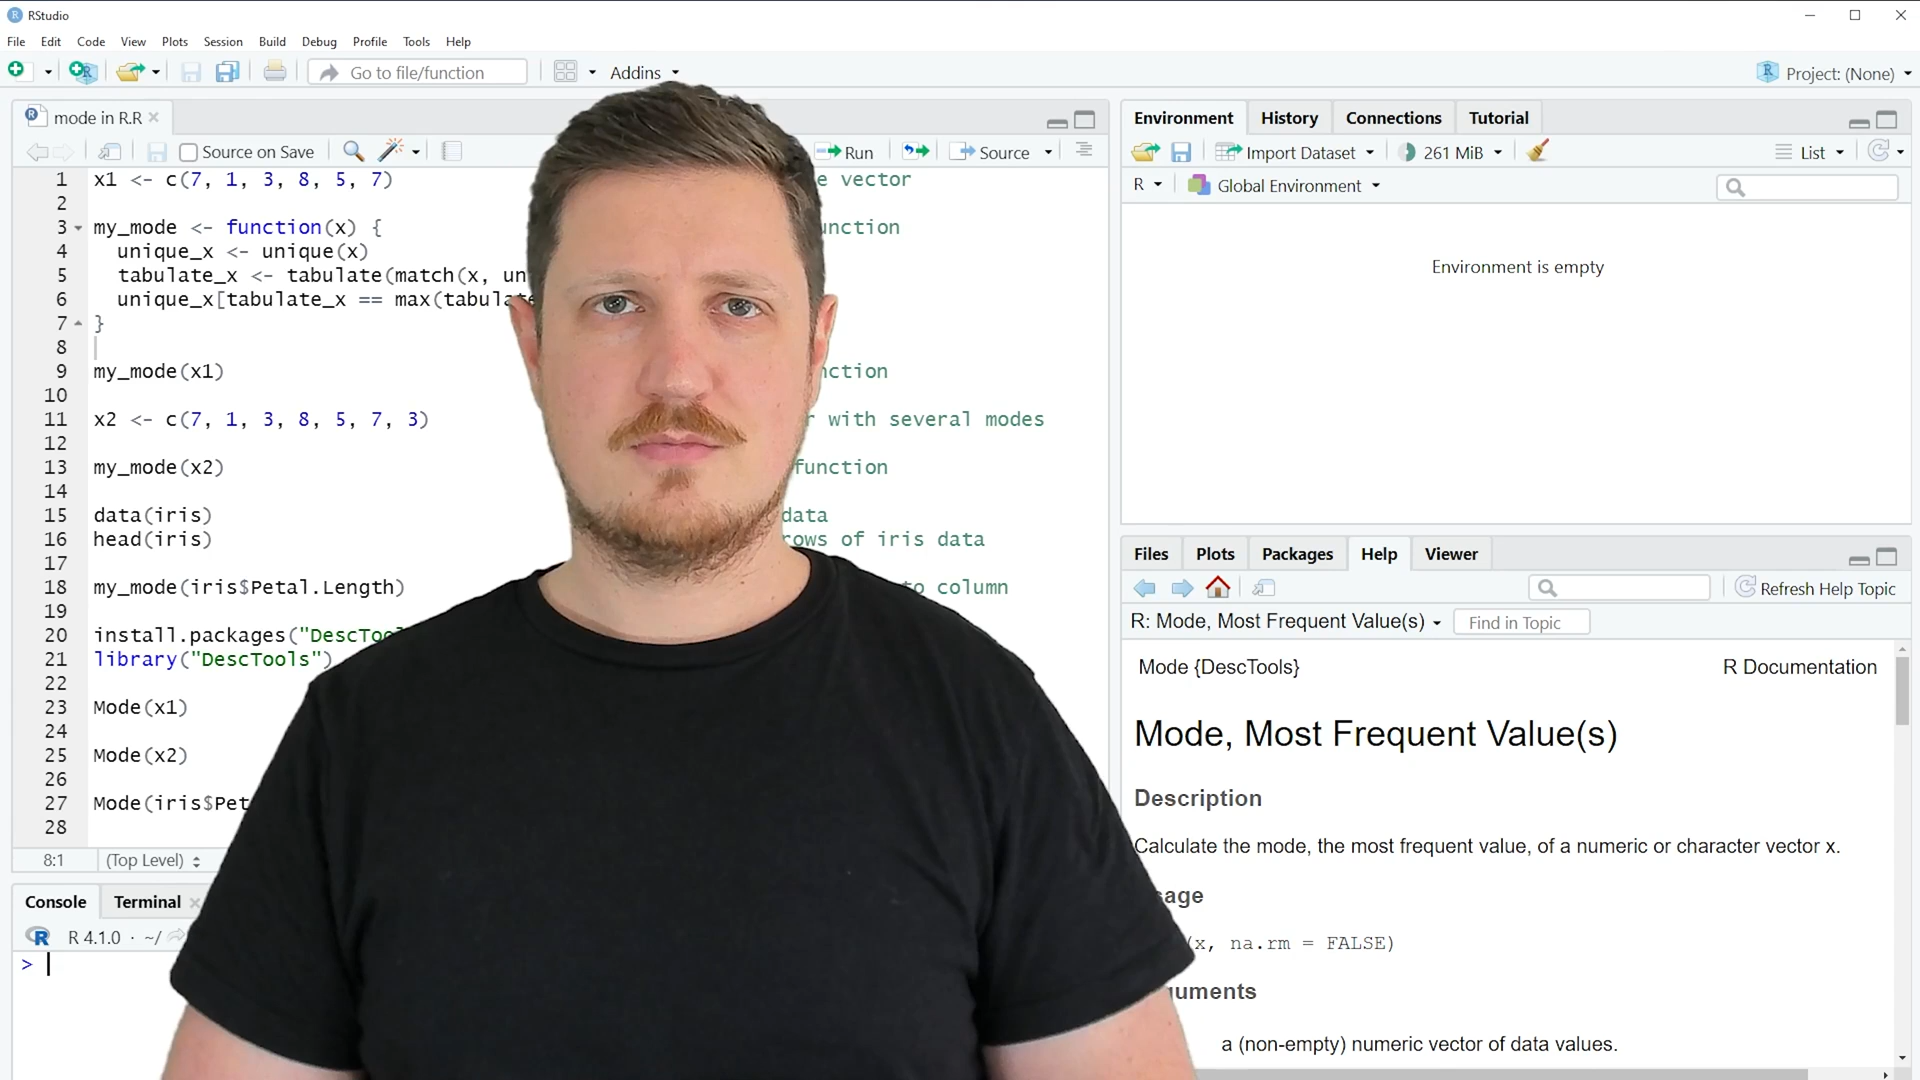 RStudio
File Edit Code View Plots Session Build Debug Profile Tools Help
Go to file/function
Addins
Project: (None)
mode in R.R
Source on Save
Run
Source
1 x1 <- c(7, 1, 3, 8, 5, 7) vector
2
3 my_mode <- function(x) {
4 unique_x <- unique(x)
5 tabulate_x <- tabulate(match(x, un
6 unique_x[tabulate_x == max(tabulate
7 }
8
9 my_mode(x1)
10
11 x2 <- c(7, 1, 3, 8, 5, 7, 3) with several modes
12
13 my_mode(x2) function
14
15 data(iris) data
16 head(iris) rows of iris data
17
18 my_mode(iris$Petal.Length) column
19
20 install.packages("DescToo
21 library("DescTools")
22
23 Mode(x1)
24
25 Mode(x2)
26
27 Mode(iris$Pet
28
8:1 (Top Level)
Console Terminal
R 4.1.0 · ~/
>
Environment History Connections Tutorial
Import Dataset 261 MiB List
R Global Environment
Environment is empty
Files Plots Packages Help Viewer
Refresh Help Topic
R: Mode, Most Frequent Value(s) Find in Topic
Mode {DescTools} R Documentation
Mode, Most Frequent Value(s)
Description
Calculate the mode, the most frequent value, of a numeric or character vector x.
sage
(x, na.rm = FALSE)
guments
a (non-empty) numeric vector of data values.